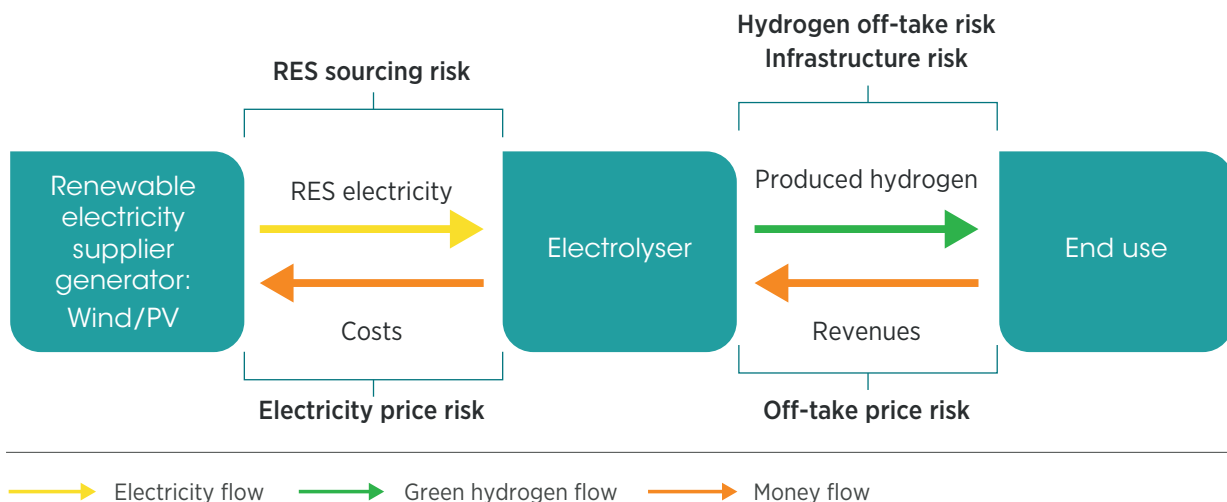 Hydrogen off-take risk
Infrastructure risk
RES sourcing risk
Renewable
electricity
supplier
generator:
Wind/PV
RES electricity
Costs
Electrolyser
Produced hydrogen
Revenues
End use
Electricity price risk
Off-take price risk
Electricity flow
Green hydrogen flow
Money flow